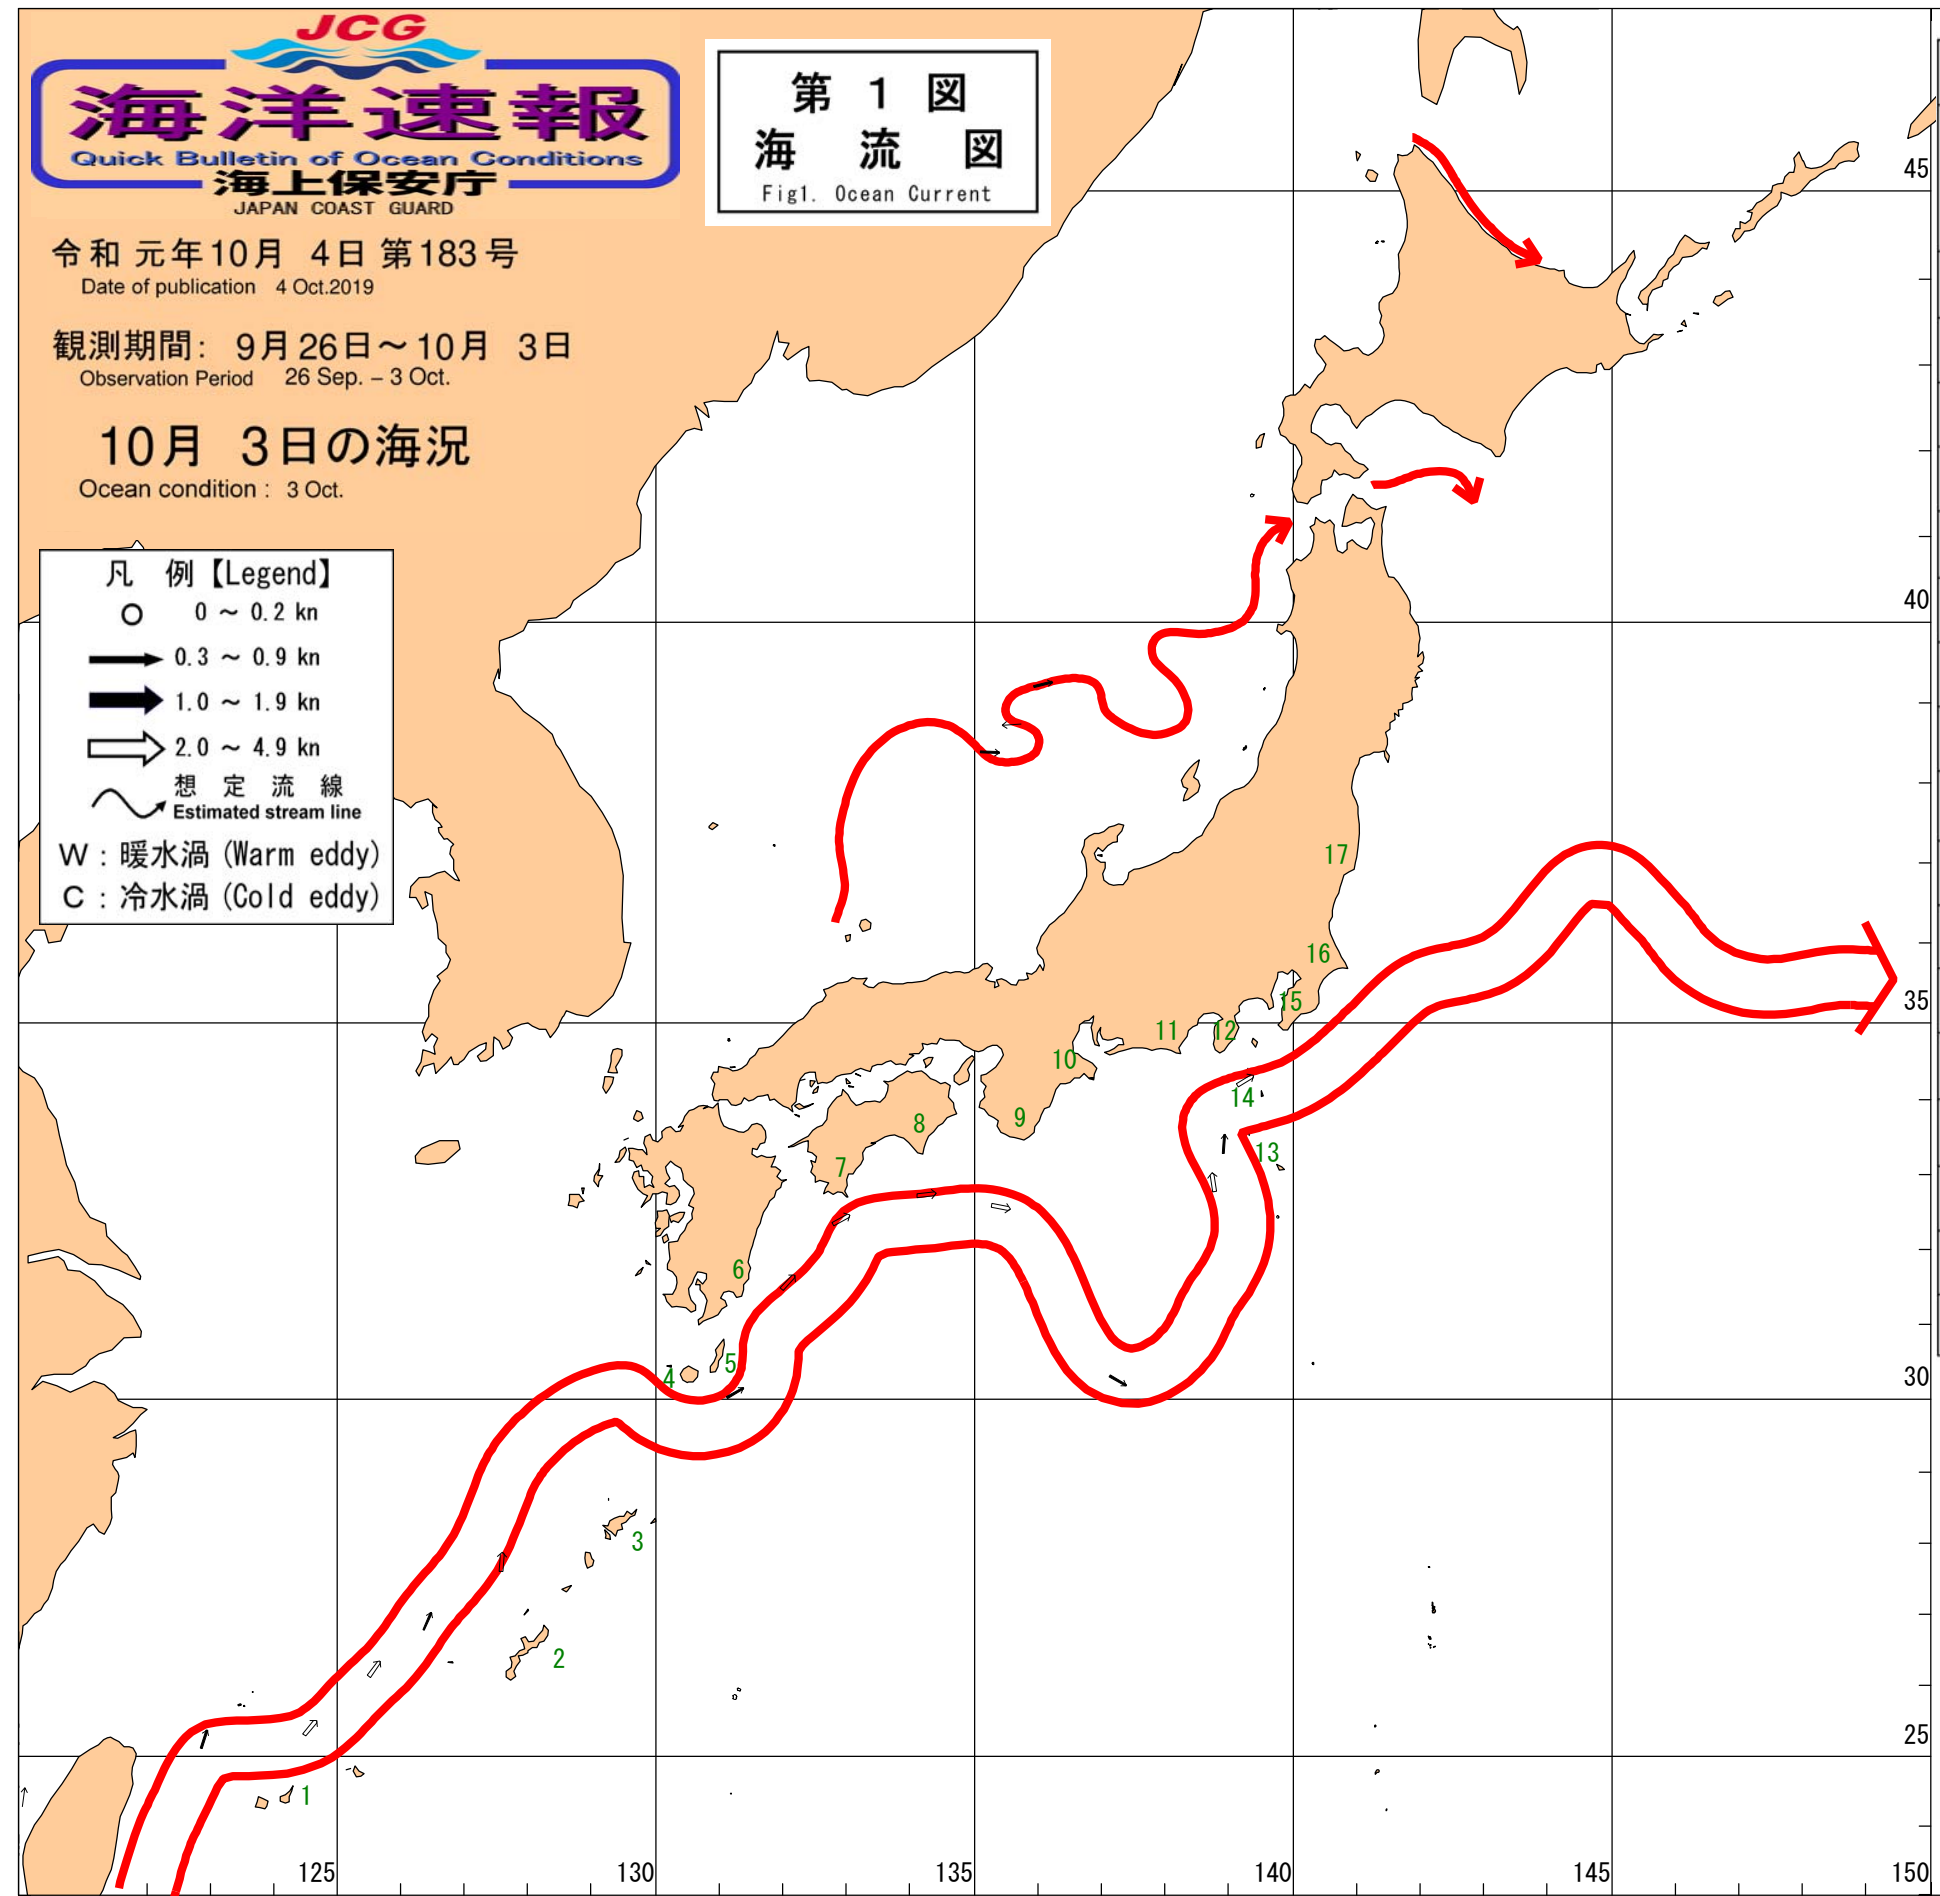 JCG
海洋速報
Quick Bulletin of Ocean Conditions
海上保安庁
JAPAN COAST GUARD
第 1 図
海 流 図
Fig1. Ocean Current
令和 元年10月 4日 第183号
Date of publication 4 Oct.2019
観測期間: 9月26日～10月 3日
Observation Period 26 Sep. – 3 Oct.
10月 3日の海況
Ocean condition : 3 Oct.
凡 例【Legend】
0 ～ 0.2 kn
0.3 ～ 0.9 kn
1.0 ～ 1.9 kn
2.0 ～ 4.9 kn
想 定 流 線
Estimated stream line
W : 暖水渦 (Warm eddy)
C : 冷水渦 (Cold eddy)
45
40
17
16
35
15
12
11
10
14
9
8
13
7
6
5
4
30
3
2
25
1
125
130
135
140
145
150